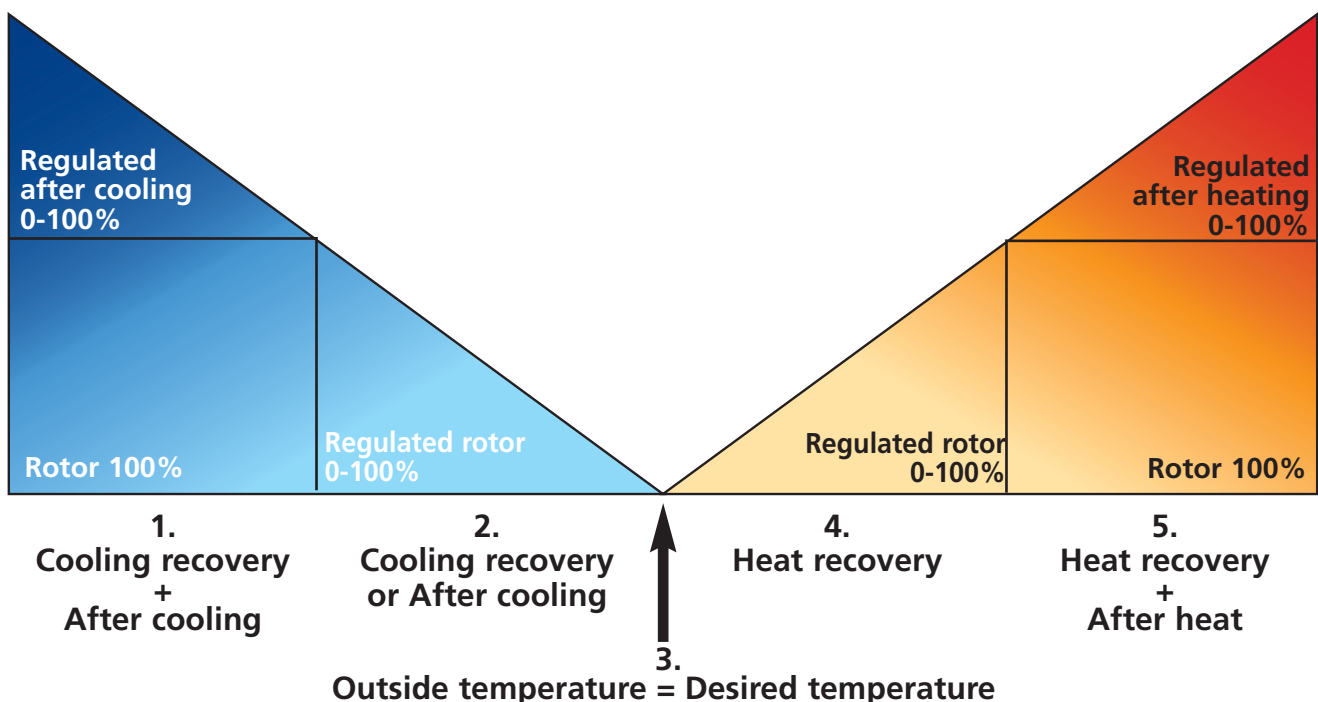 Regulated
after cooling
0-100%
Regulated
after heating
0-100%
Rotor 100%
Regulated rotor
0-100%
Regulated rotor
0-100%
Rotor 100%
1.
Cooling recovery
+
After cooling
2.
Cooling recovery
or After cooling
4.
Heat recovery
5.
Heat recovery
+
After heat
3.
Outside temperature = Desired temperature